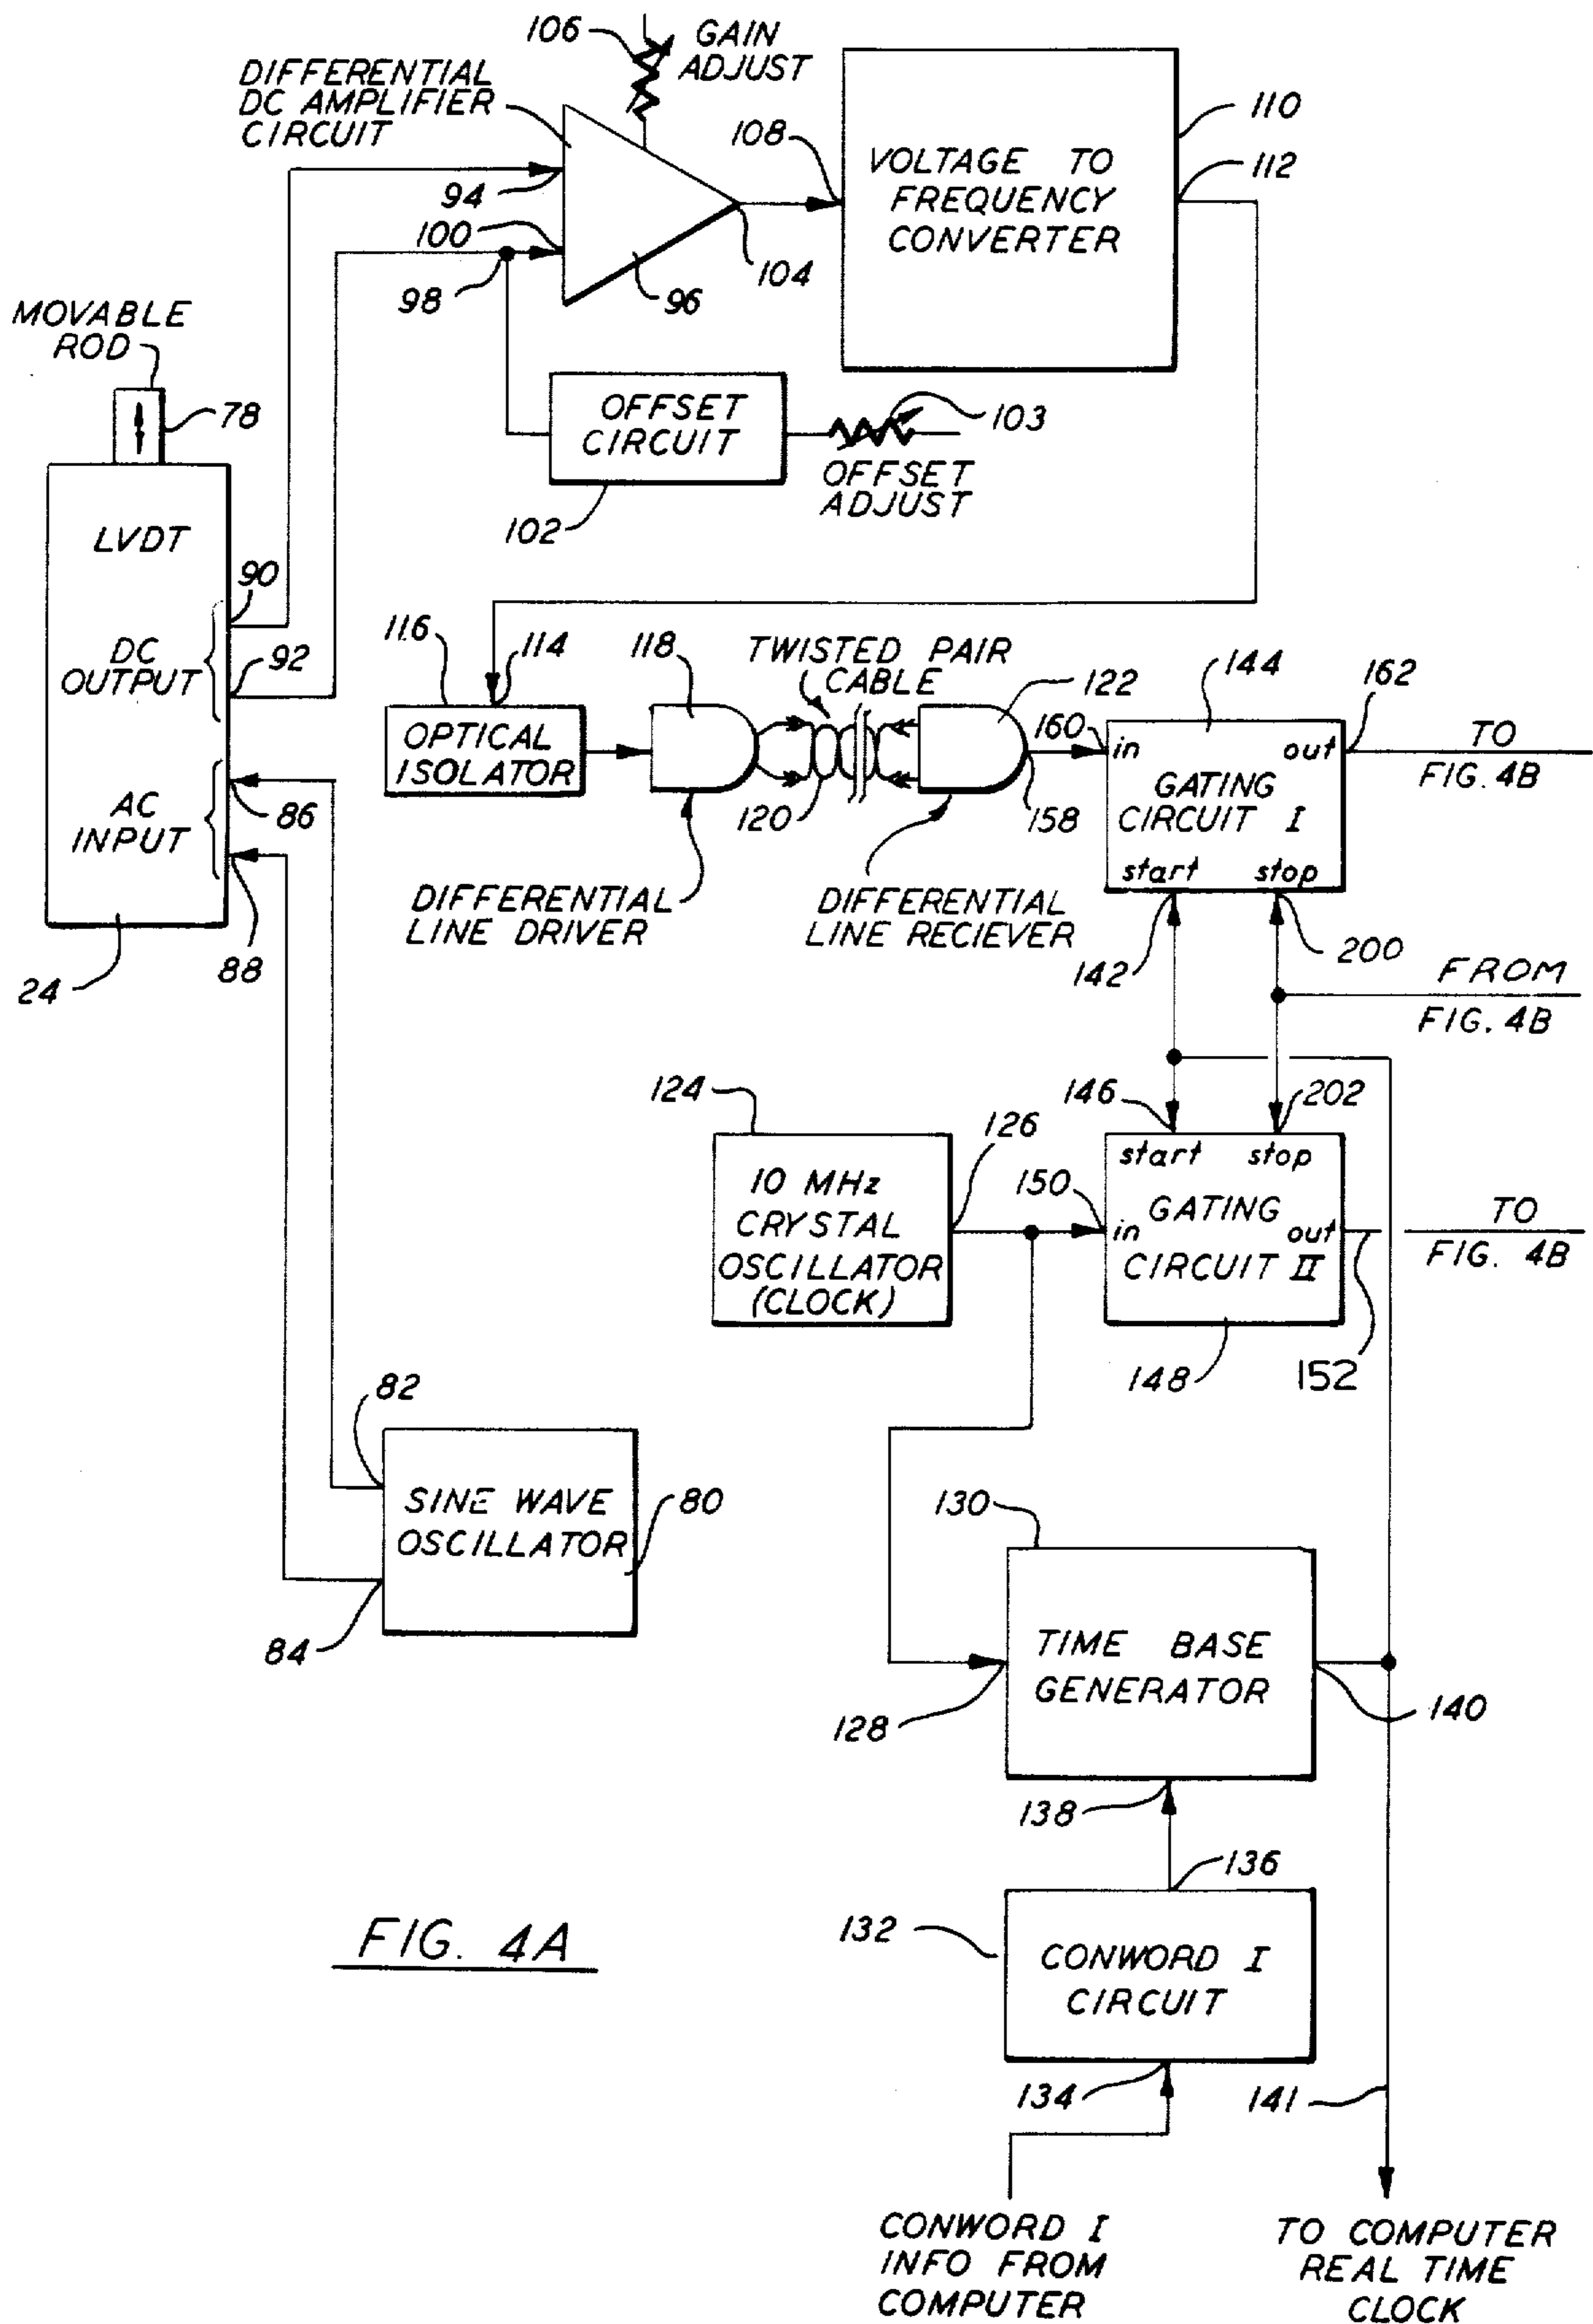 106
GAIN
ADJUST
DIFFERENTIAL
DC AMPLIFIER
CIRCUIT
94
100
98
96
104
108
VOLTAGE TO
FREQUENCY
CONVERTER
110
112
MOVABLE
ROD
78
OFFSET
CIRCUIT
103
OFFSET
ADJUST
102
LVDT
90
DC
OUTPUT
92
AC
INPUT
86
88
24
116
114
OPTICAL
ISOLATOR
118
TWISTED PAIR
CABLE
120
122
158
DIFFERENTIAL
LINE DRIVER
DIFFERENTIAL
LINE RECIEVER
144
160
162
in
out
GATING
CIRCUIT I
start
stop
TO
FIG. 4B
142
200
FROM
FIG. 4B
124
126
10 MHz
CRYSTAL
OSCILLATOR
(CLOCK)
146
202
start
stop
150
in
GATING
out
CIRCUIT II
TO
FIG. 4B
148
152
82
SINE WAVE
OSCILLATOR
80
84
130
TIME BASE
GENERATOR
128
140
138
136
132
CONWORD I
CIRCUIT
134
141
FIG. 4A
CONWORD I
INFO FROM
COMPUTER
TO COMPUTER
REAL TIME
CLOCK